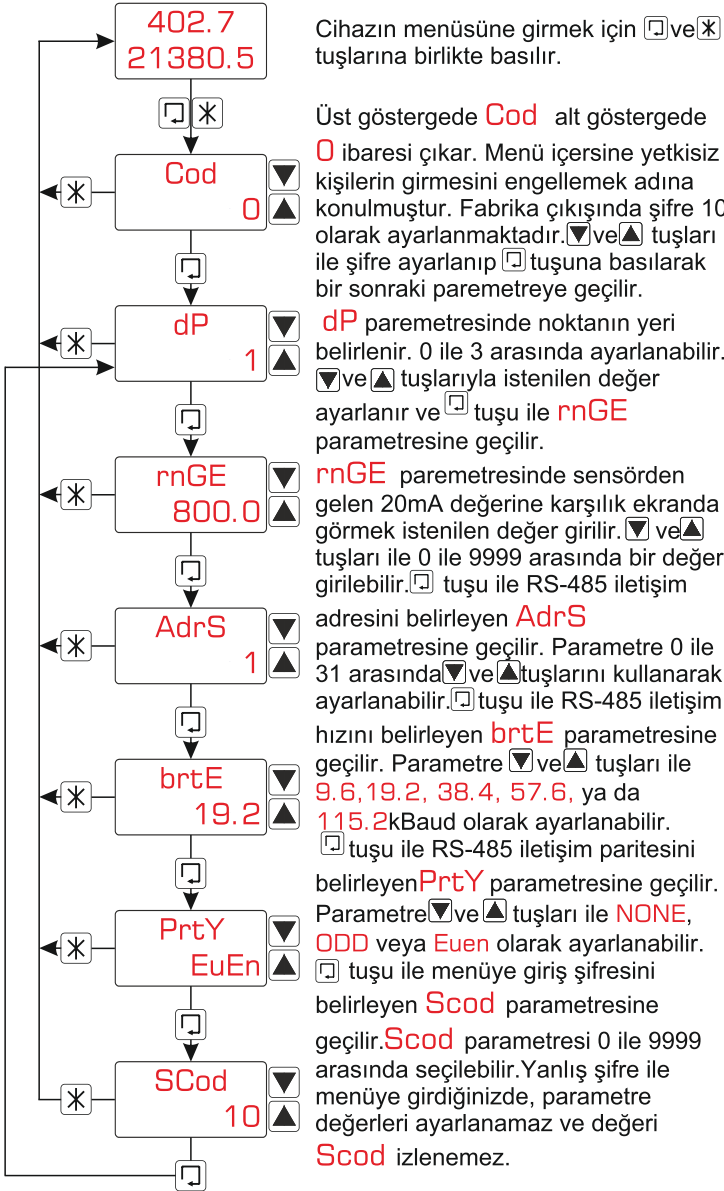 402.7
21380.5
Cod
0
dP
1
rnGE
800.0
AdrS
1
brtE
19.2
PrtY
EuEn
SCod
10
Cihazın menüsüne girmek için ve
tuşlarına birlikte basılır.
Üst göstergede Cod alt göstergede
0 ibaresi çıkar. Menü içersine yetkisiz
kişilerin girmesini engellemek adına
konulmuştur. Fabrika çıkışında şifre 10
olarak ayarlanmaktadır. ve tuşları
ile şifre ayarlanıp tuşuna basılarak
bir sonraki paremetreye geçilir.
dP paremetresinde noktanın yeri
belirlenir. 0 ile 3 arasında ayarlanabilir.
ve tuşlarıyla istenilen değer
ayarlanır ve tuşu ile rnGE
parametresine geçilir.
rnGE paremetresinde sensörden
gelen 20mA değerine karşılık ekranda
görmek istenilen değer girilir. ve
tuşları ile 0 ile 9999 arasında bir değer
girilebilir. tuşu ile RS-485 iletişim
adresini belirleyen AdrS
parametresine geçilir. Parametre 0 ile
31 arasında ve tuşlarını kullanarak
ayarlanabilir. tuşu ile RS-485 iletişim
hızını belirleyen brtE parametresine
geçilir. Parametre ve tuşları ile
9.6,19.2, 38.4, 57.6, ya da
115.2kBaud olarak ayarlanabilir.
tuşu ile RS-485 iletişim paritesini
belirleyenPrtY parametresine geçilir.
Parametre ve tuşları ile NONE,
ODD veya Euen olarak ayarlanabilir.
tuşu ile menüye giriş şifresini
belirleyen Scod parametresine
geçilir.Scod parametresi 0 ile 9999
arasında seçilebilir.Yanlış şifre ile
menüye girdiğinizde, parametre
değerleri ayarlanamaz ve değeri
Scod izlenemez.